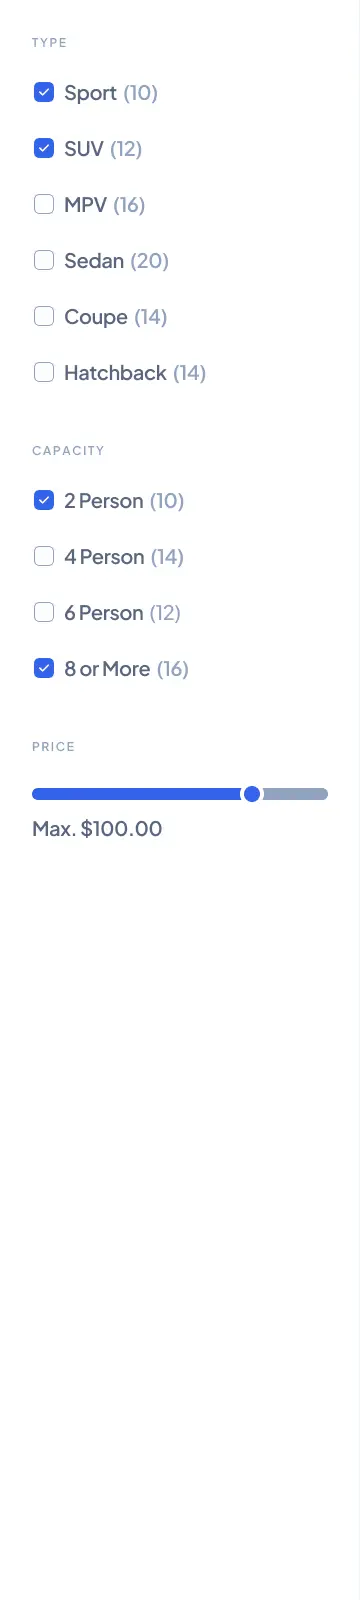 TYPE
Sport (10)
SUV (12)
MPV (16)
Sedan (20)
Coupe (14)
Hatchback (14)
CAPACITY
2 Person (10)
4 Person (14)
6 Person (12)
8 or More (16)
PRICE
Max. $100.00